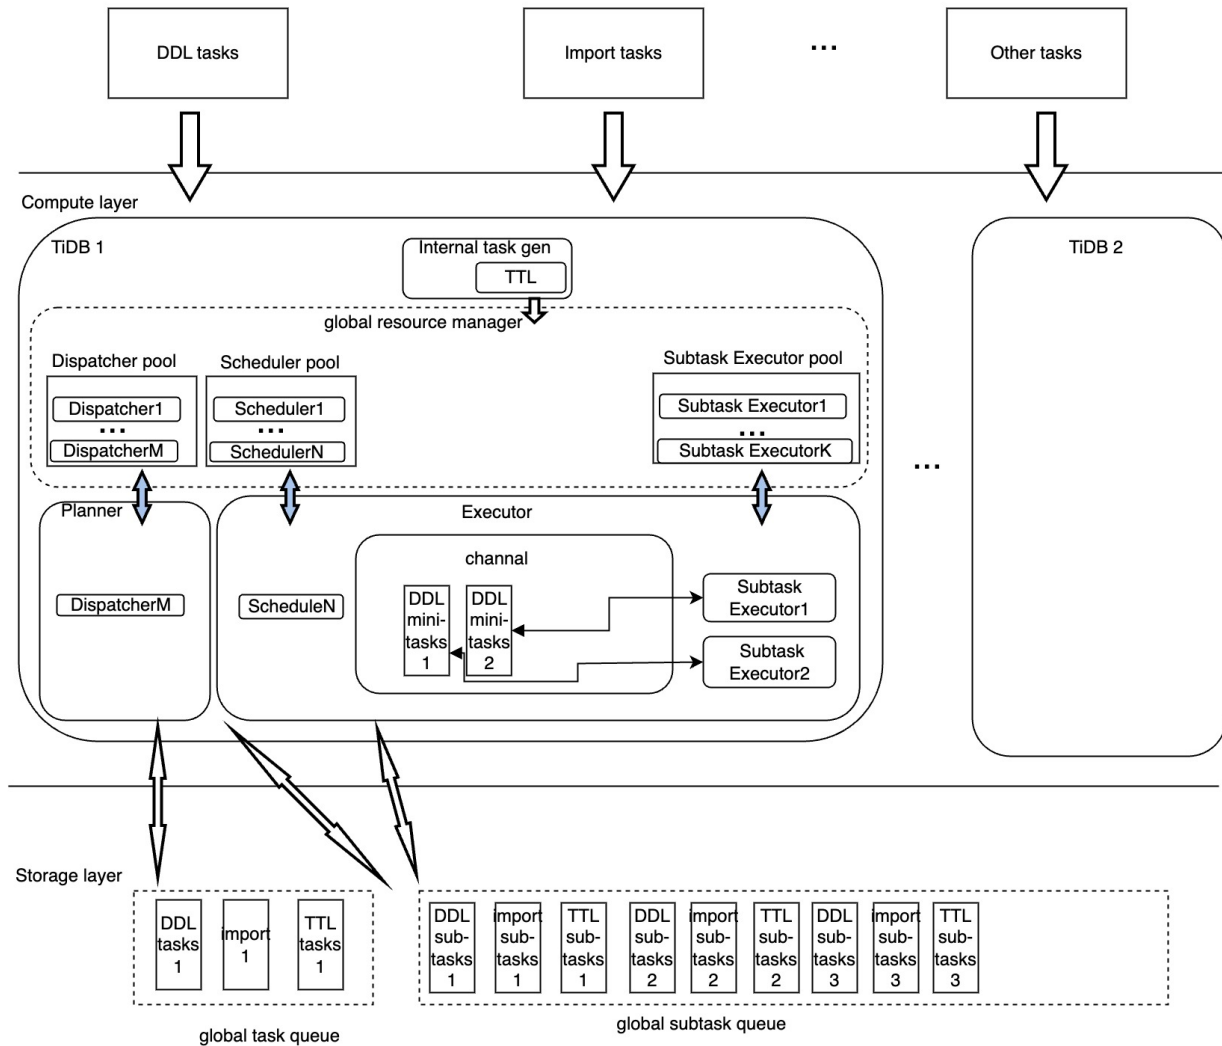 DDL tasks
Import tasks
...
Other tasks
Compute layer
TiDB 1
Internal task gen
TTL
TiDB 2
global resource manager
Dispatcher pool
Scheduler pool
Subtask Executor pool
Dispatcher1
...
DispatcherM
Scheduler1
...
SchedulerN
Subtask Executor1
...
Subtask ExecutorK
...
Planner
Executor
channal
DispatcherM
ScheduleN
DDL
mini-
tasks
1
DDL
mini-
tasks
2
Subtask
Executor1
Subtask
Executor2
Storage layer
DDL
tasks
1
import
1
TTL
tasks
1
global task queue
DDL
sub-
tasks
1
import
sub-
tasks
1
TTL
sub-
tasks
1
DDL
sub-
tasks
2
import
sub-
tasks
2
TTL
sub-
tasks
2
DDL
sub-
tasks
3
import
sub-
tasks
3
TTL
sub-
tasks
3
global subtask queue